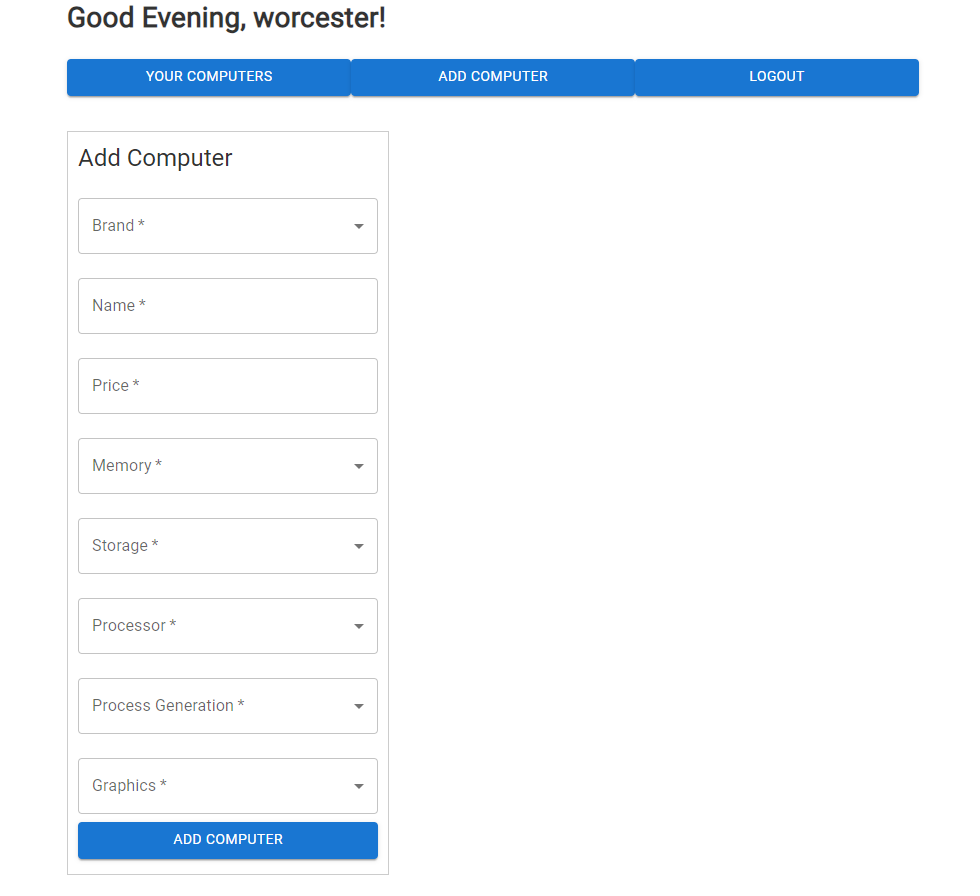 Good Evening, worcester!
YOUR COMPUTERS ADD COMPUTER LOGOUT
Add Computer
Brand *
Name *
Price *
Memory *
Storage *
Processor *
Process Generation *
Graphics *
ADD COMPUTER